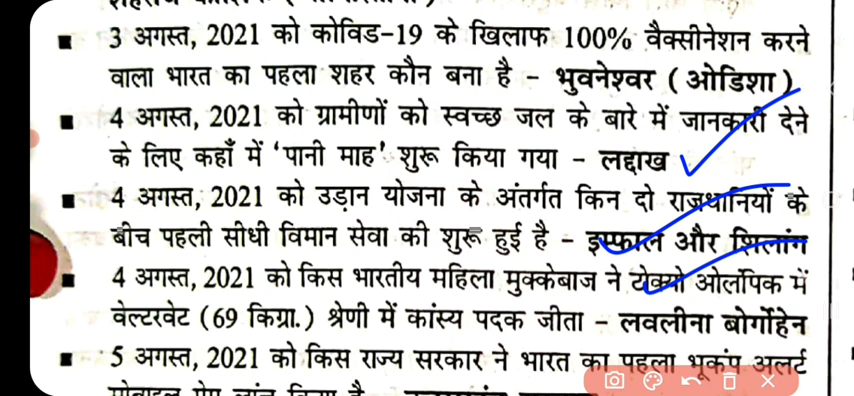 ■ 3 अगस्त, 2021 को कोविड-19 के खिलाफ 100% वैक्सीनेशन करने
वाला भारत का पहला शहर कौन बना है – भुवनेश्वर ( ओडिशा )
■ 4 अगस्त, 2021 को ग्रामीणों को स्वच्छ जल के बारे में जानकारी देने
के लिए कहाँ में ‘पानी माह’ शुरू किया गया – लद्दाख
■ 4 अगस्त, 2021 को उड़ान योजना के अंतर्गत किन दो राजधानियों के
बीच पहली सीधी विमान सेवा की शुरू हुई है – इम्फाल और शिलांग
■ 4 अगस्त, 2021 को किस भारतीय महिला मुक्केबाज ने टोक्यो ओलंपिक में
वेल्टरवेट (69 किग्रा.) श्रेणी में कांस्य पदक जीता – लवलीना बोर्गोहेन
■ 5 अगस्त, 2021 को किस राज्य सरकार ने भारत का पहला भूकंप अलर्ट